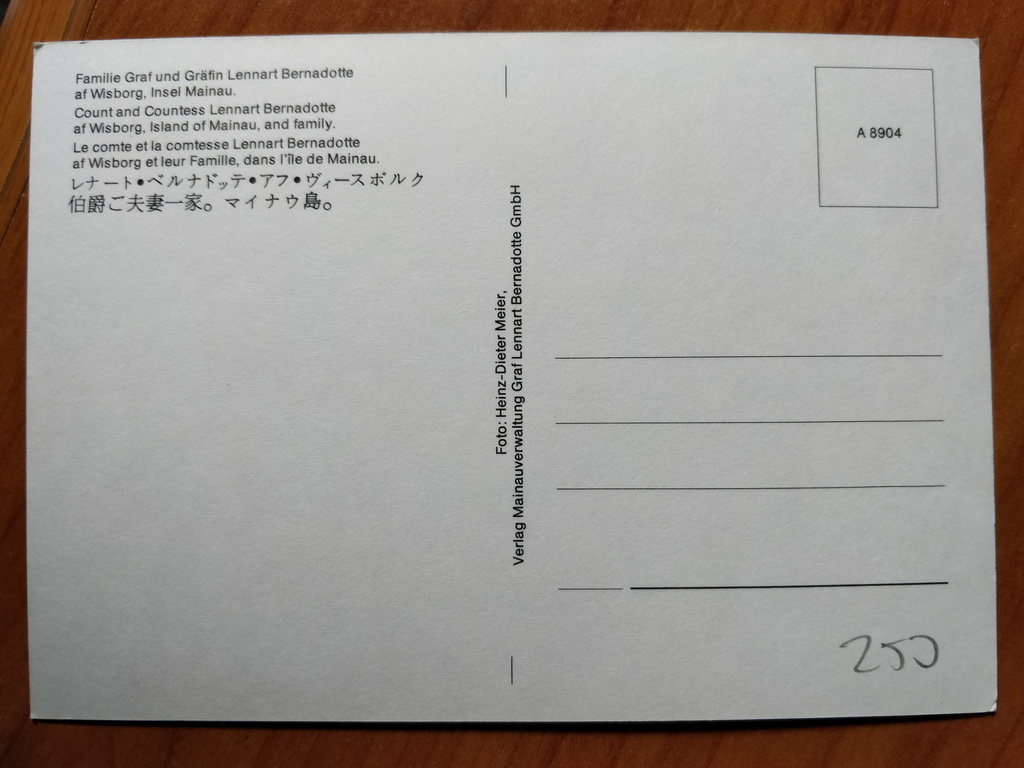 Familie Graf und Gräfin Lennart Bernadotte
af Wisborg, Insel Mainau.
Count and Countess Lennart Bernadotte
af Wisborg, Island of Mainau, and family.
Le comte et la comtesse Lennart Bernadotte
af Wisborg et leur Famille, dans l'île de Mainau.
レナート•ベルナドッテ•アフ•ヴィースボルク
伯爵ご夫妻一家。マイナウ島。
Foto: Heinz-Dieter Meier,
Verlag Mainauverwaltung Graf Lennart Bernadotte GmbH
A 8904
250